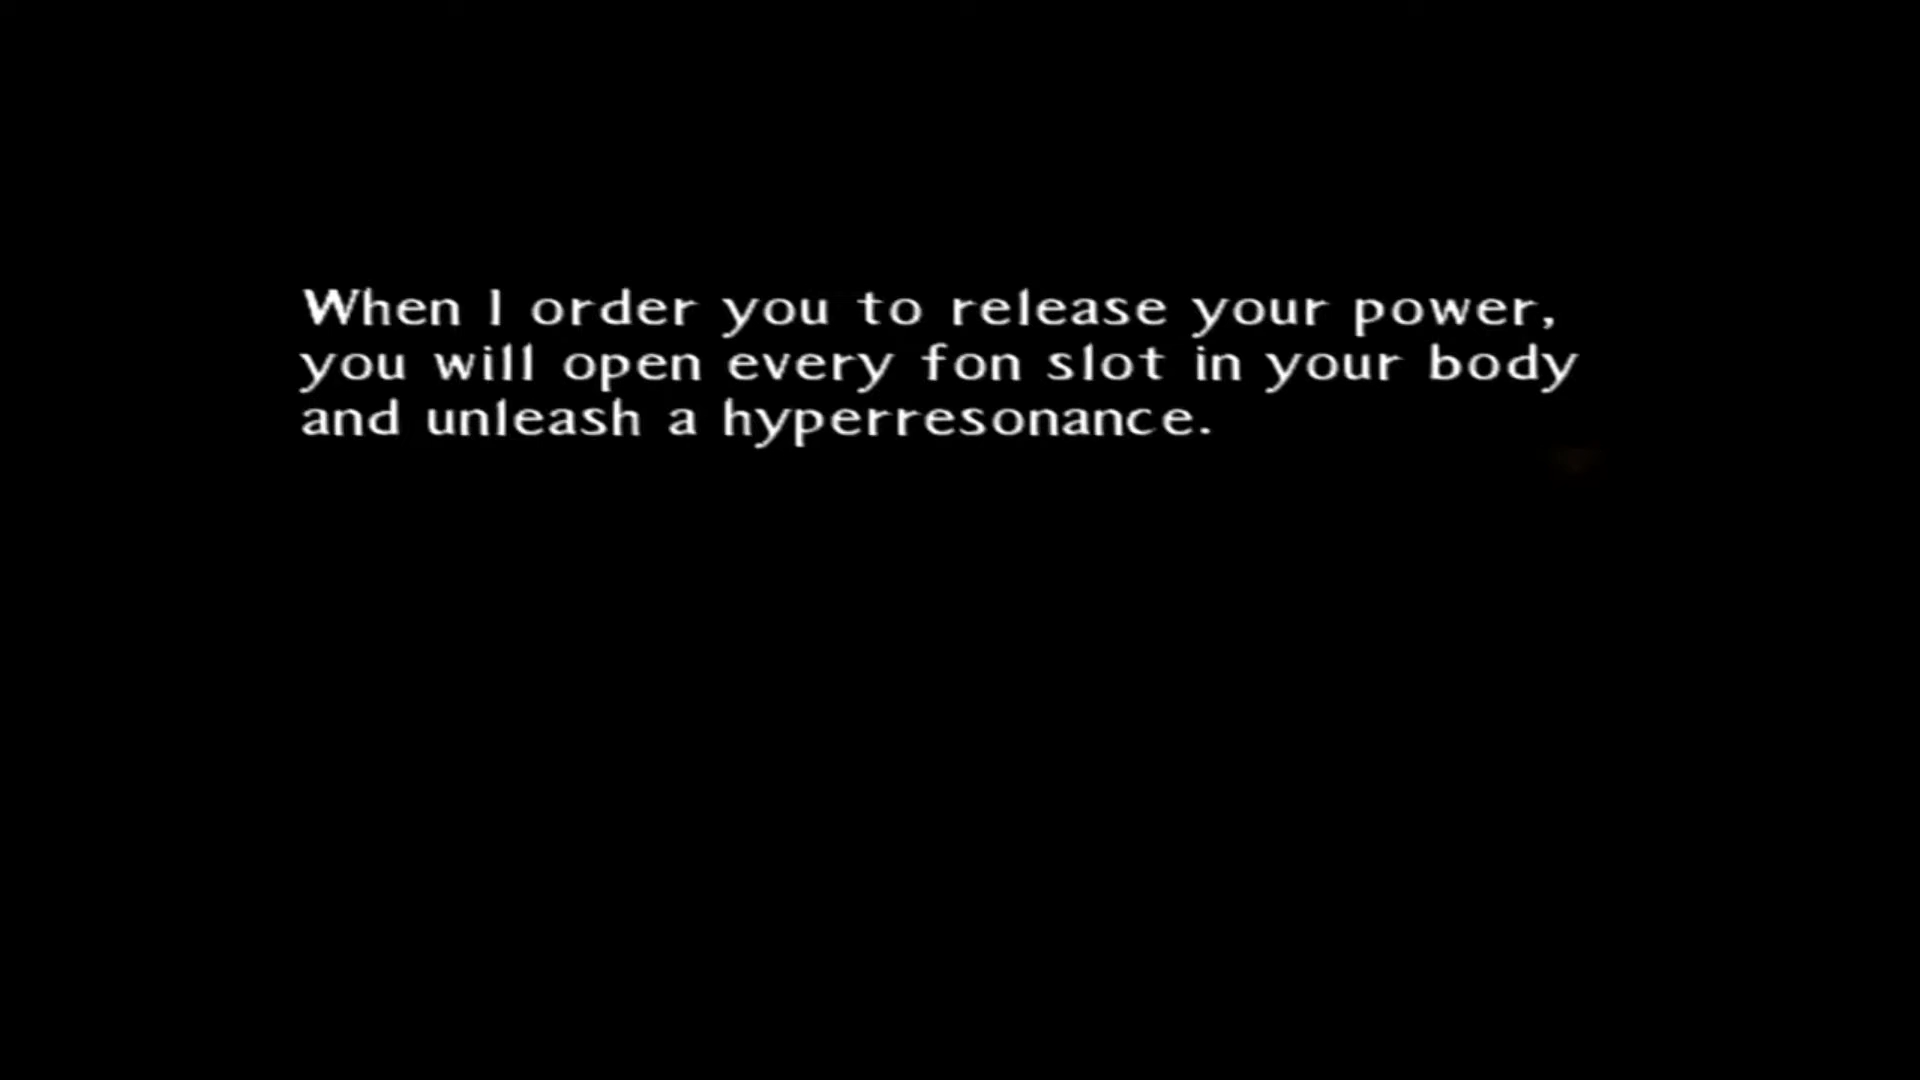 When I order you to release your power,
you will open every fon slot in your body
and unleash a hyperresonance.